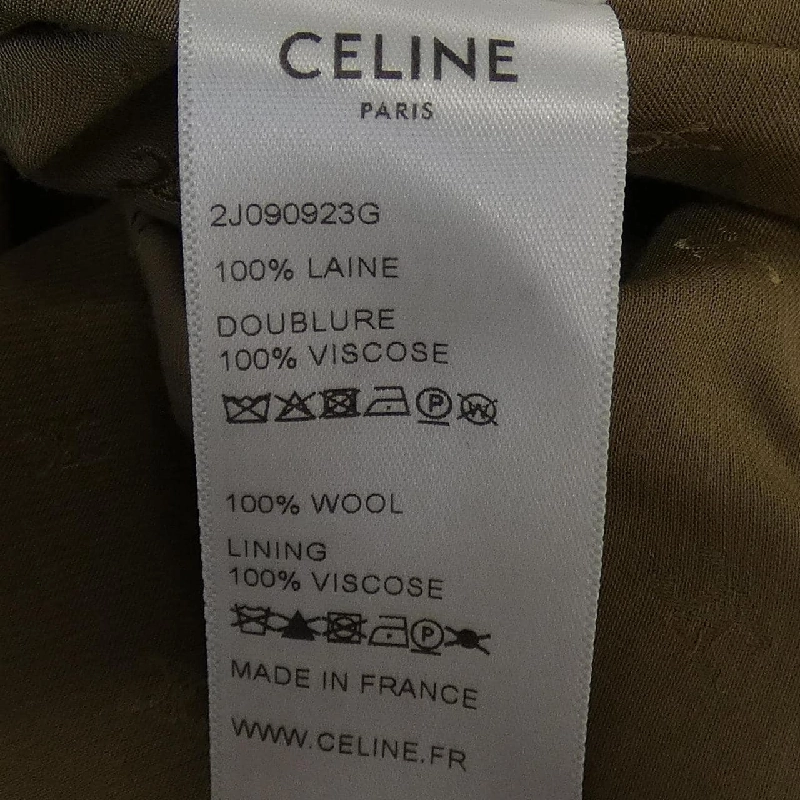 CELINE
PARIS
2J090923G
100% LAINE
DOUBLURE
100% VISCOSE
P W
100% WOOL
LINING
100% VISCOSE
P
MADE IN FRANCE
WWW.CELINE.FR